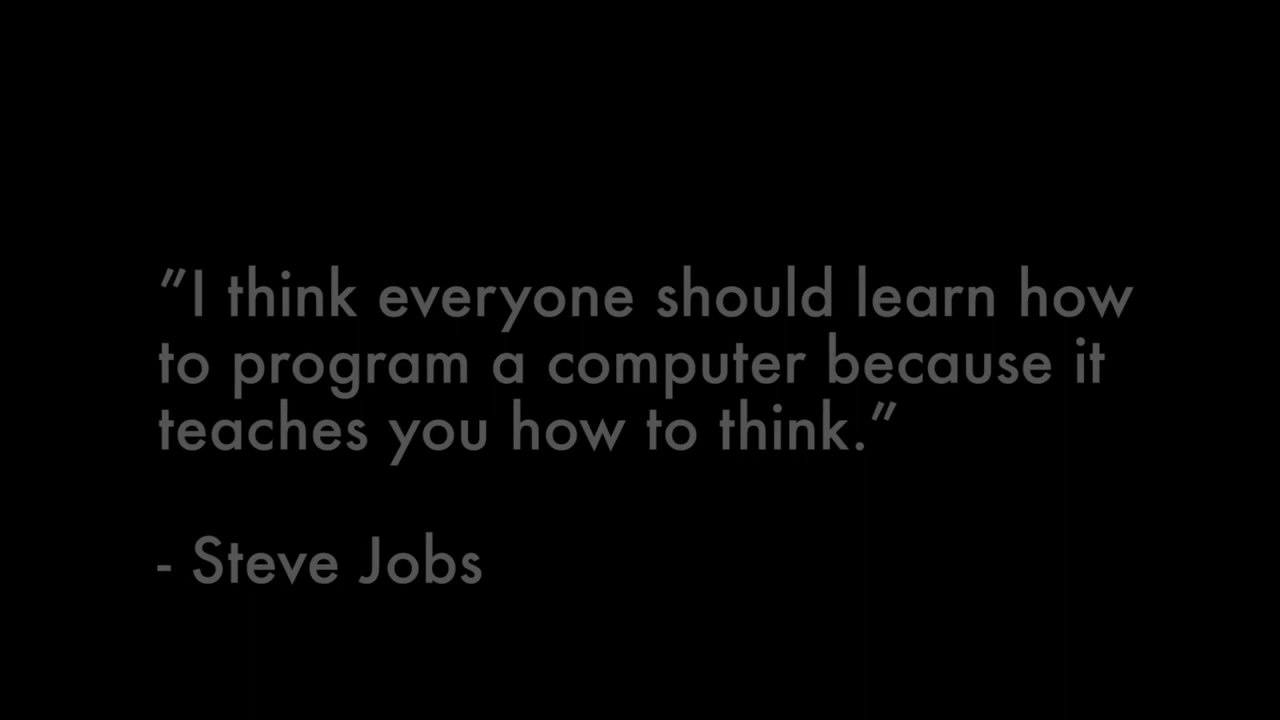 "I think everyone should learn how
to program a computer because it
teaches you how to think."
- Steve Jobs